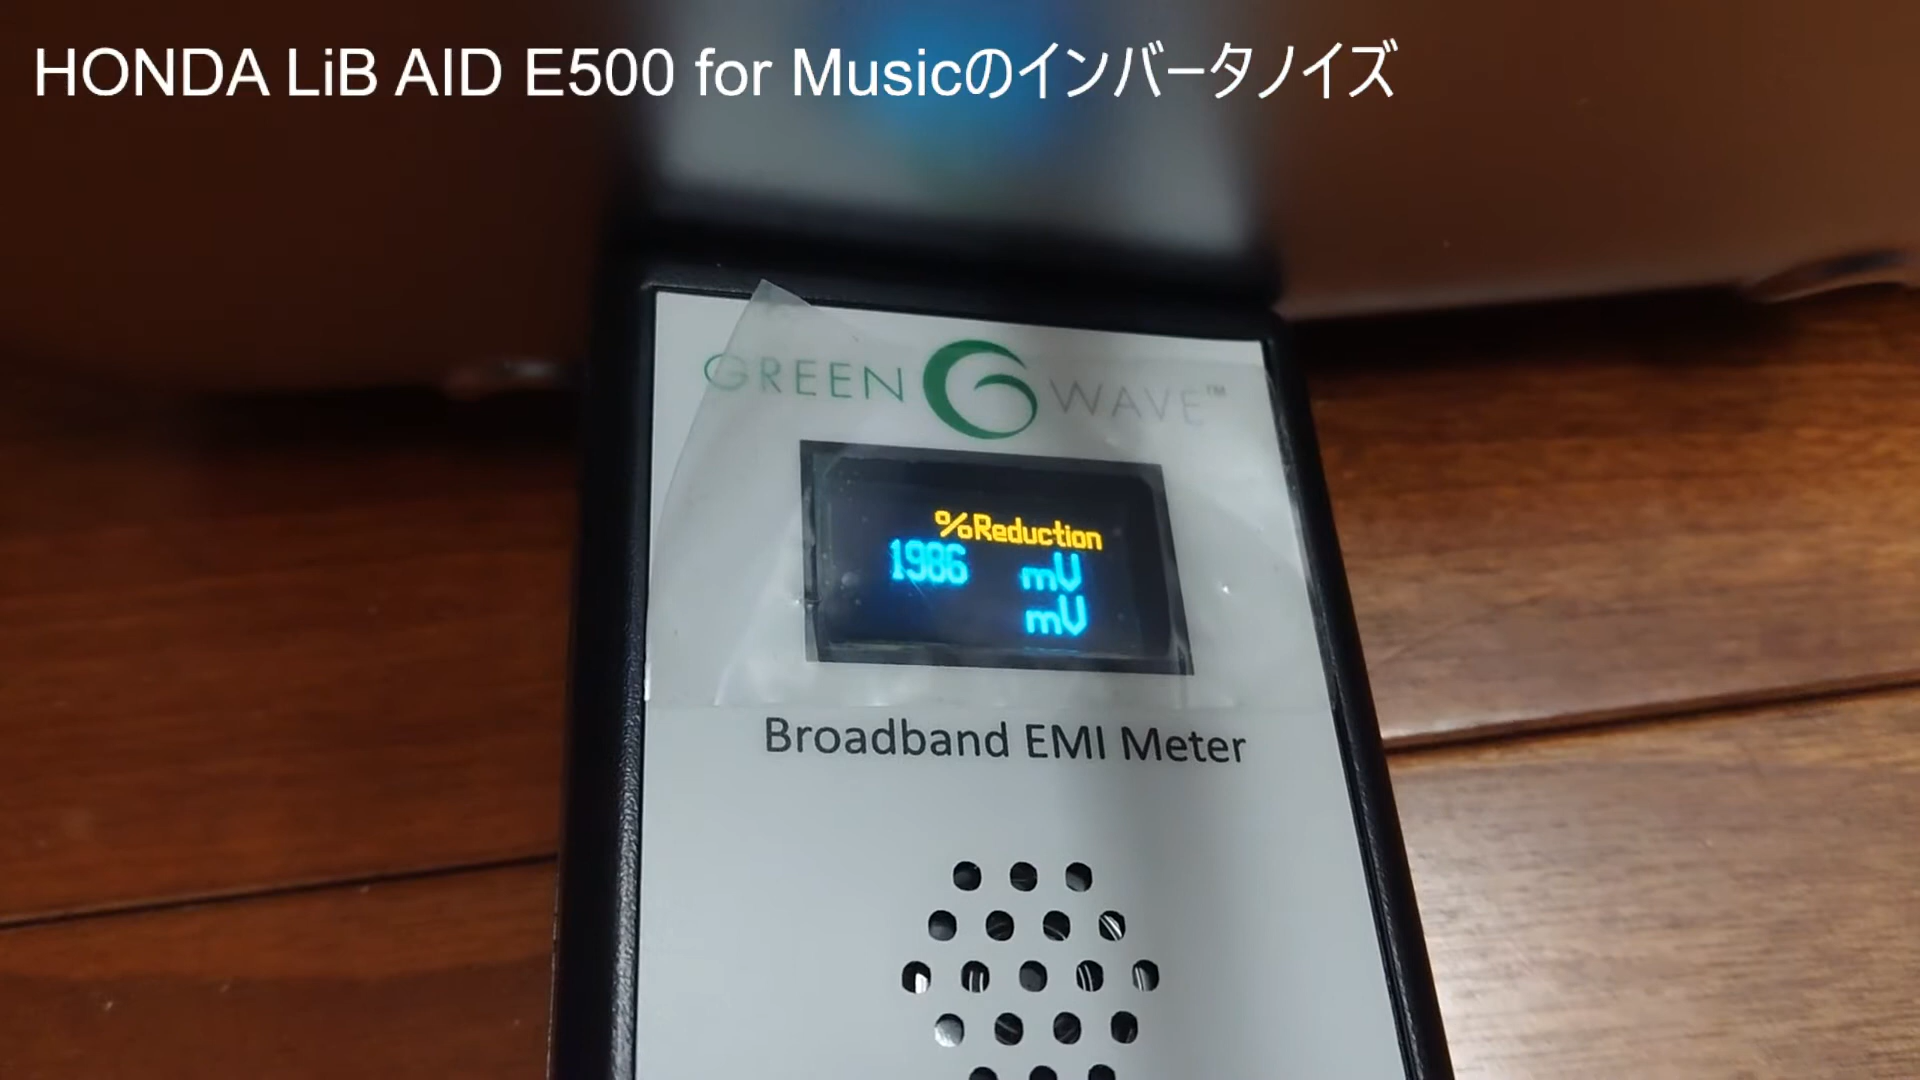 HONDA LiB AID E500 for Musicのインバータノイズ
GREEN WAVE™
%Reduction
1986 mV
mV
Broadband EMI Meter